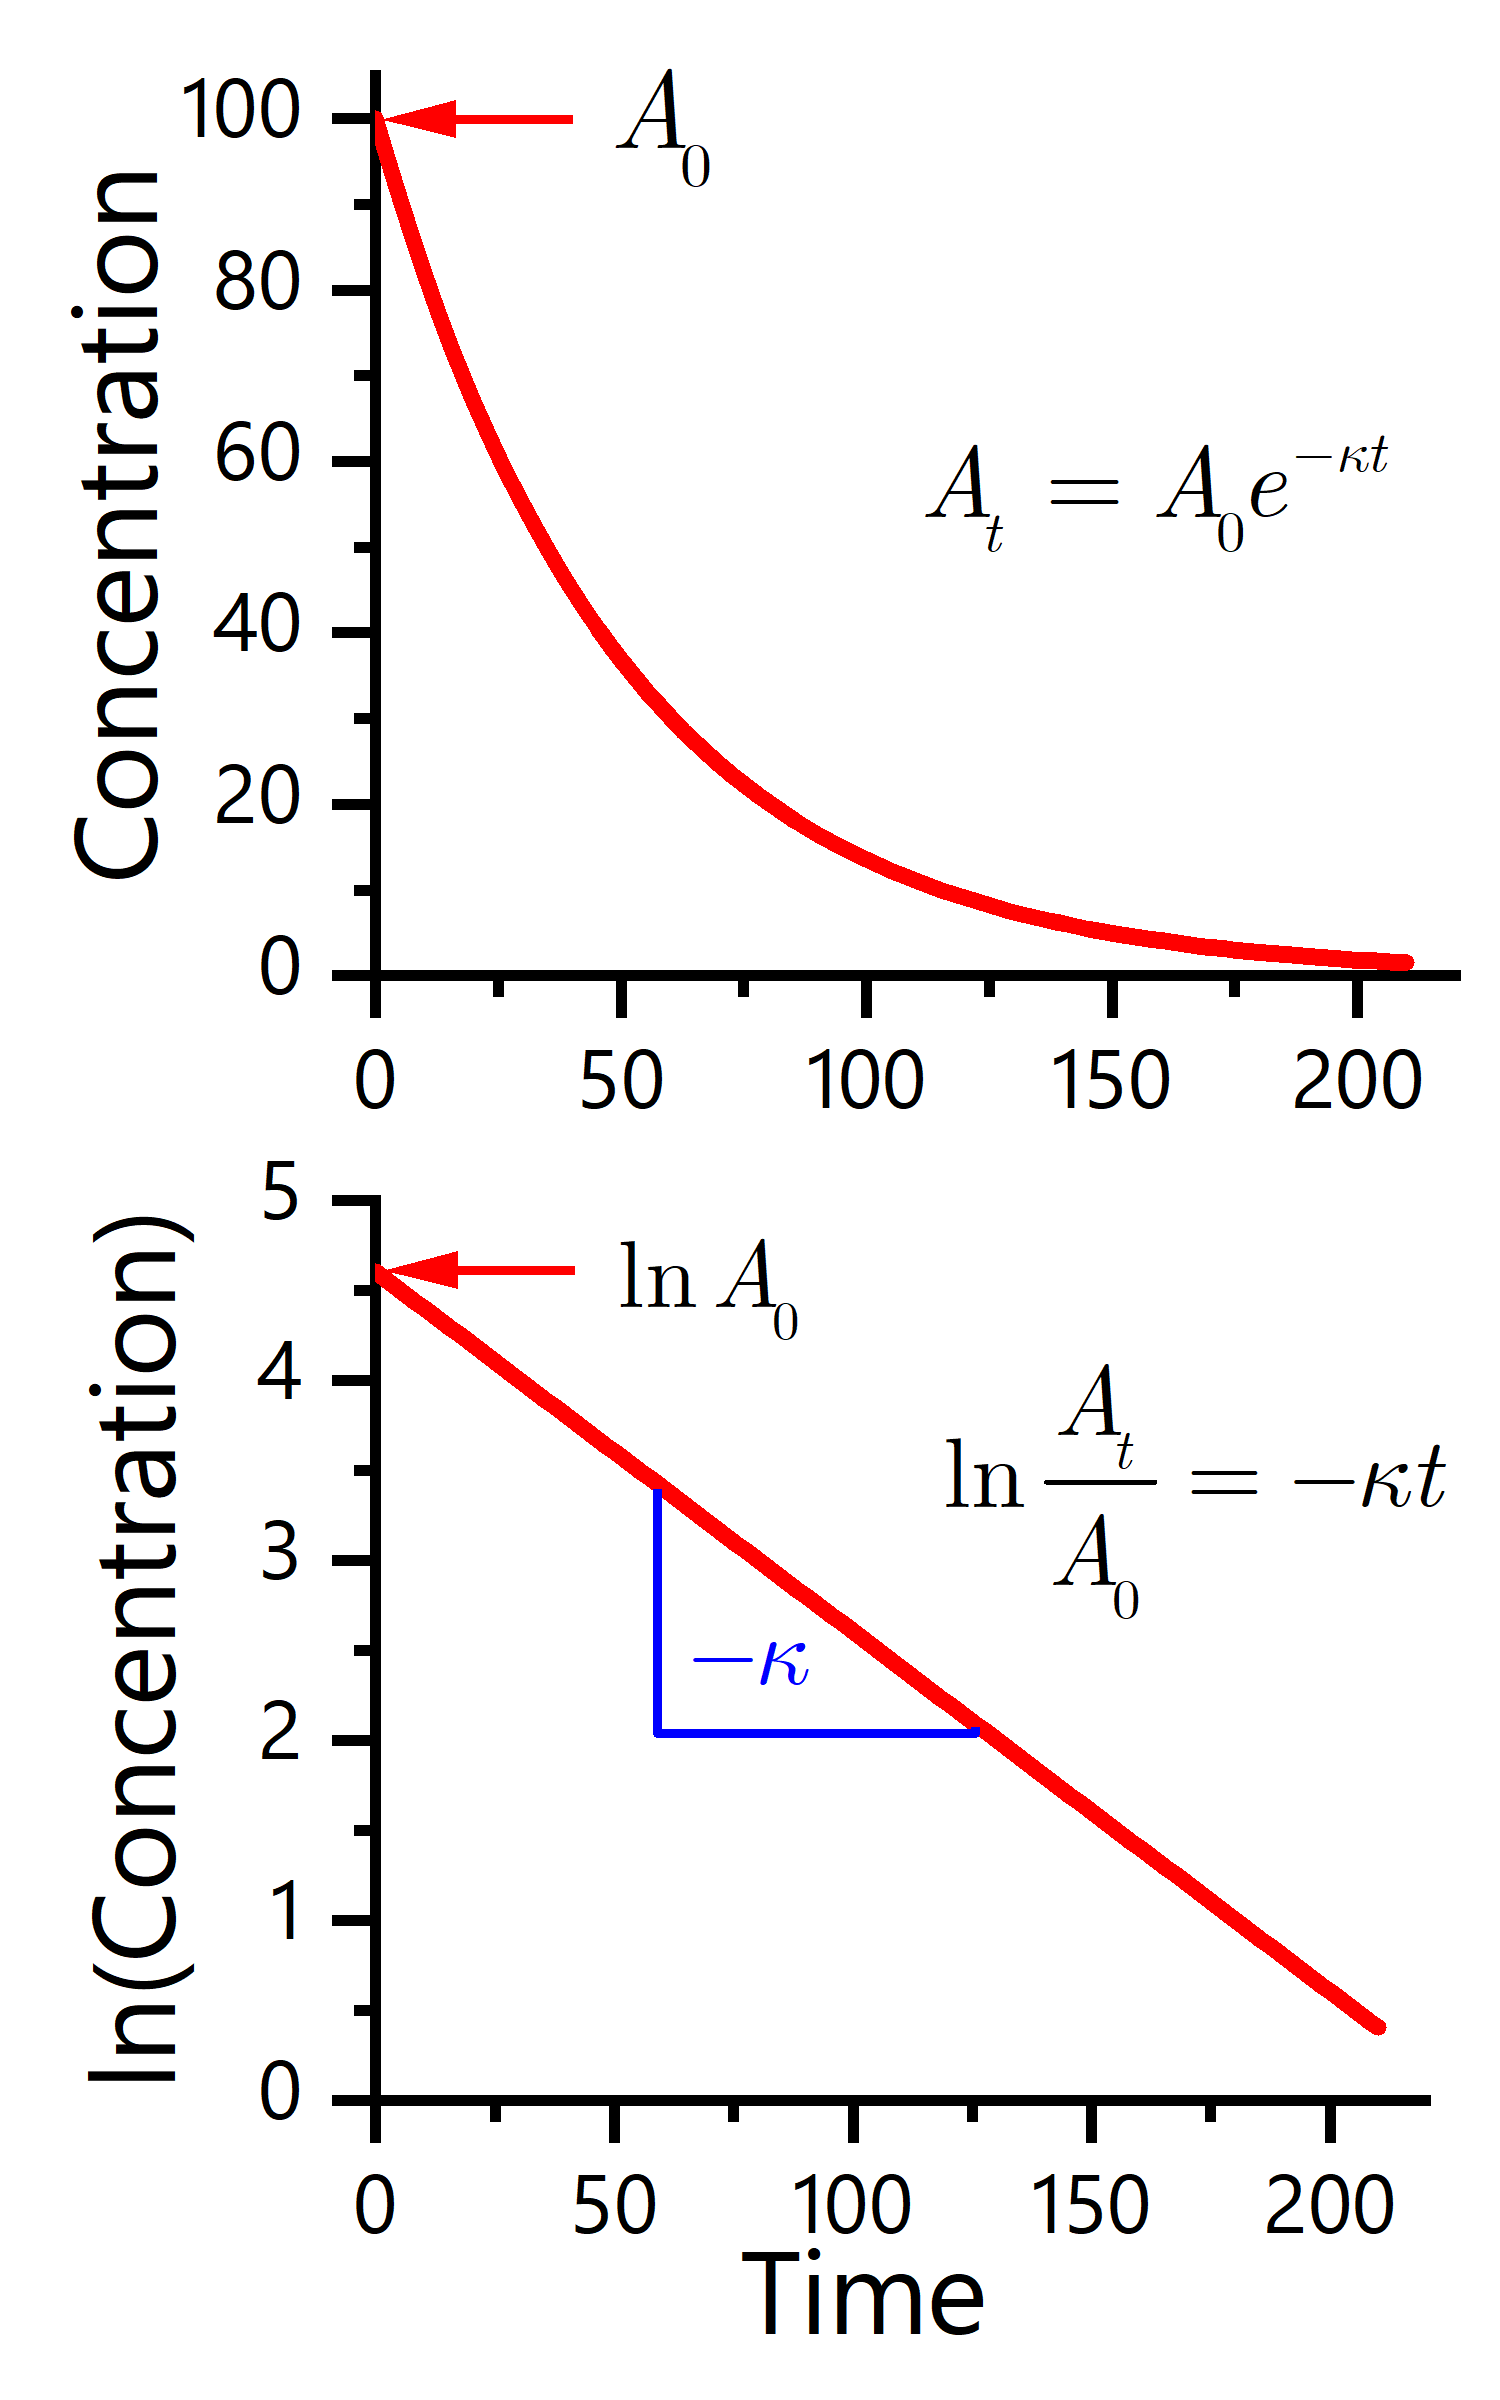 Concentration
100
80
60
40
20
0
A₀
Aₜ = A₀e^{-κt}
0 50 100 150 200
ln(Concentration)
5
4
3
2
1
0
ln A₀
ln Aₜ/A₀ = -κt
-κ
0 50 100 150 200
Time